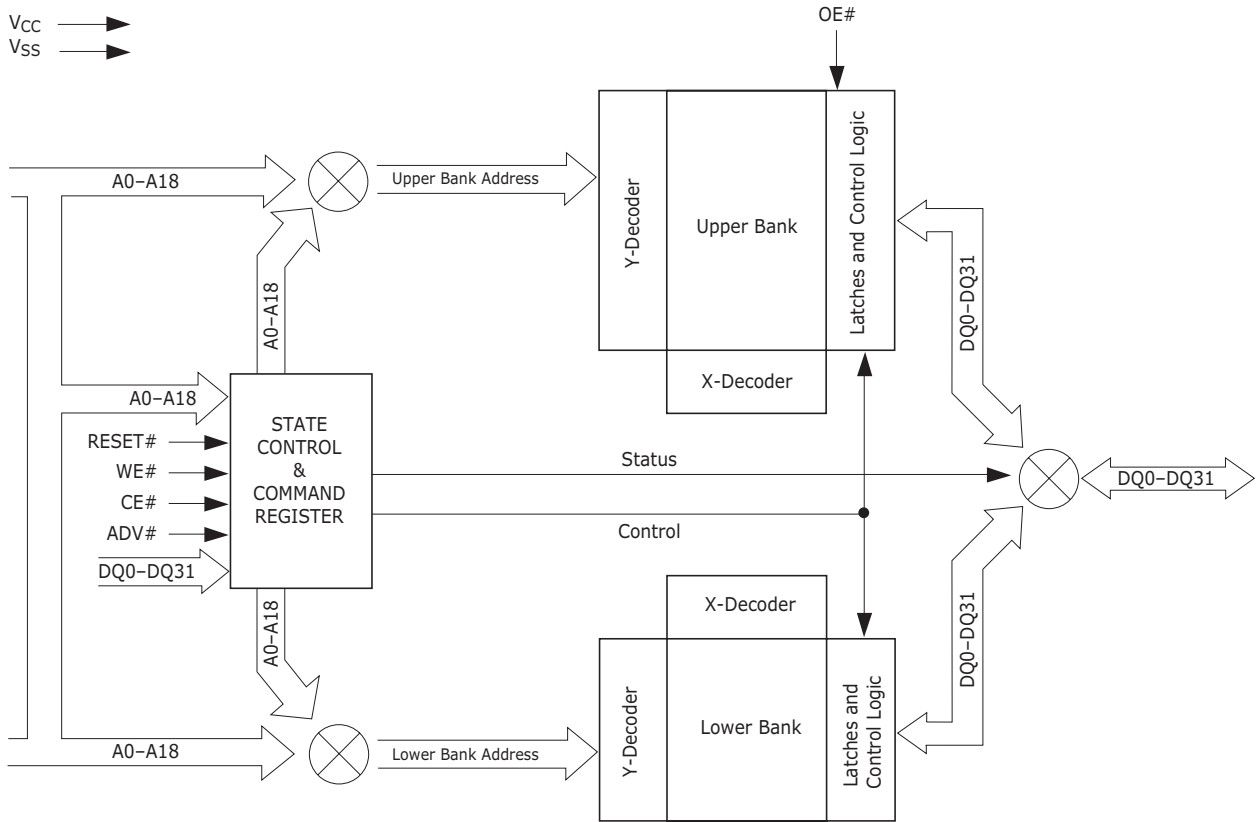 VCC
VSS
OE#
A0–A18
Upper Bank Address
Y-Decoder
Upper Bank
Latches and Control Logic
X-Decoder
DQ0–DQ31
A0–A18
A0–A18
RESET#
WE#
CE#
ADV#
DQ0–DQ31
STATE
CONTROL
&
COMMAND
REGISTER
Status
Control
DQ0–DQ31
A0–A18
X-Decoder
DQ0–DQ31
A0–A18
Lower Bank Address
Y-Decoder
Lower Bank
Latches and
Control Logic